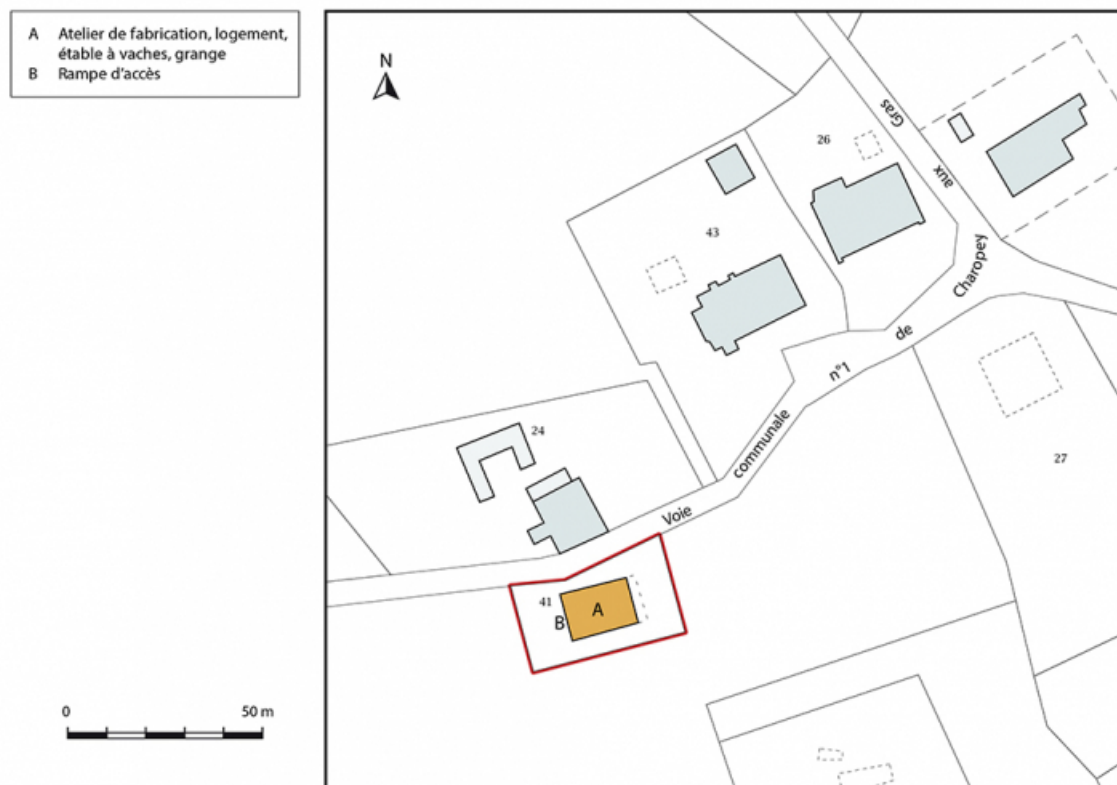 A Atelier de fabrication, logement,
étable à vaches, grange
B Rampe d'accès
N
26
Gras
aux
43
Charopey
de
n°1
communale
24
27
Voie
41
B
A
0 50 m